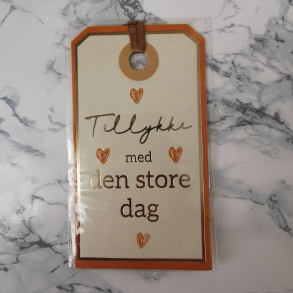 Tillykke
med
den store
dag